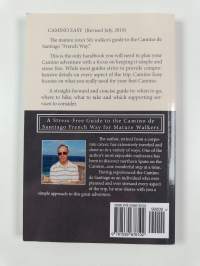 CAMINO EASY (Revised July, 2015)
The mature (over 50) walker's guide to the Camino de
Santiago "French Way".
This is the only handbook you will need to plan your
Camino adventure with a focus on keeping it simple and
stress free. While most guides strive to provide comprehensive
details on every aspect of the trip, Camino Easy
focuses on what you really need for your first Camino.
A straight-forward and concise guide to: when to go,
where to hike, what to take and which supporting services
to consider.
A Stress Free Guide to the Camino de
Santiago French Way for Mature Walkers
The author, retired from a corporate
career, has extensively traveled and
done so in a variety of ways. One of the
author's most enjoyable endeavors has
been to discover northern Spain on the
Camino, one wonderful step at a time.
Having experienced the Camino
de Santiago as an individual who over
planned and over stressed every aspect
of the trip, he now shares with you a
simple approach to this great adventure.